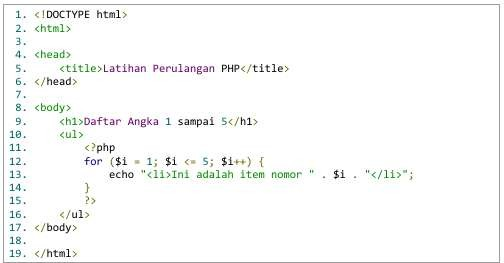 1. <!DOCTYPE html>
2. <html>
3.
4. <head>
5.     <title>Latihan Perulangan PHP</title>
6. </head>
7.
8. <body>
9.     <h1>Daftar Angka 1 sampai 5</h1>
10.     <ul>
11.         <?php
12.         for ($i = 1; $i <= 5; $i++) {
13.             echo "<li>Ini adalah item nomor " . $i . "</li>";
14.         }
15.         ?>
16.     </ul>
17. </body>
18.
19. </html>